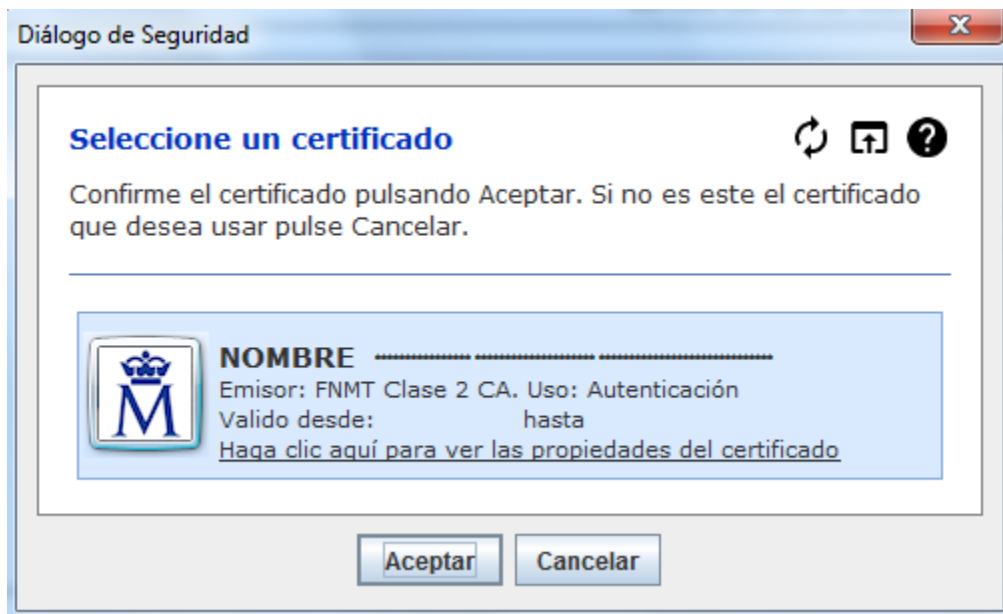 Diálogo de Seguridad
Seleccione un certificado
Confirme el certificado pulsando Aceptar. Si no es este el certificado
que desea usar pulse Cancelar.
NOMBRE
Emisor: FNMT Clase 2 CA. Uso: Autenticación
Valido desde: hasta
Haga clic aquí para ver las propiedades del certificado
Aceptar Cancelar